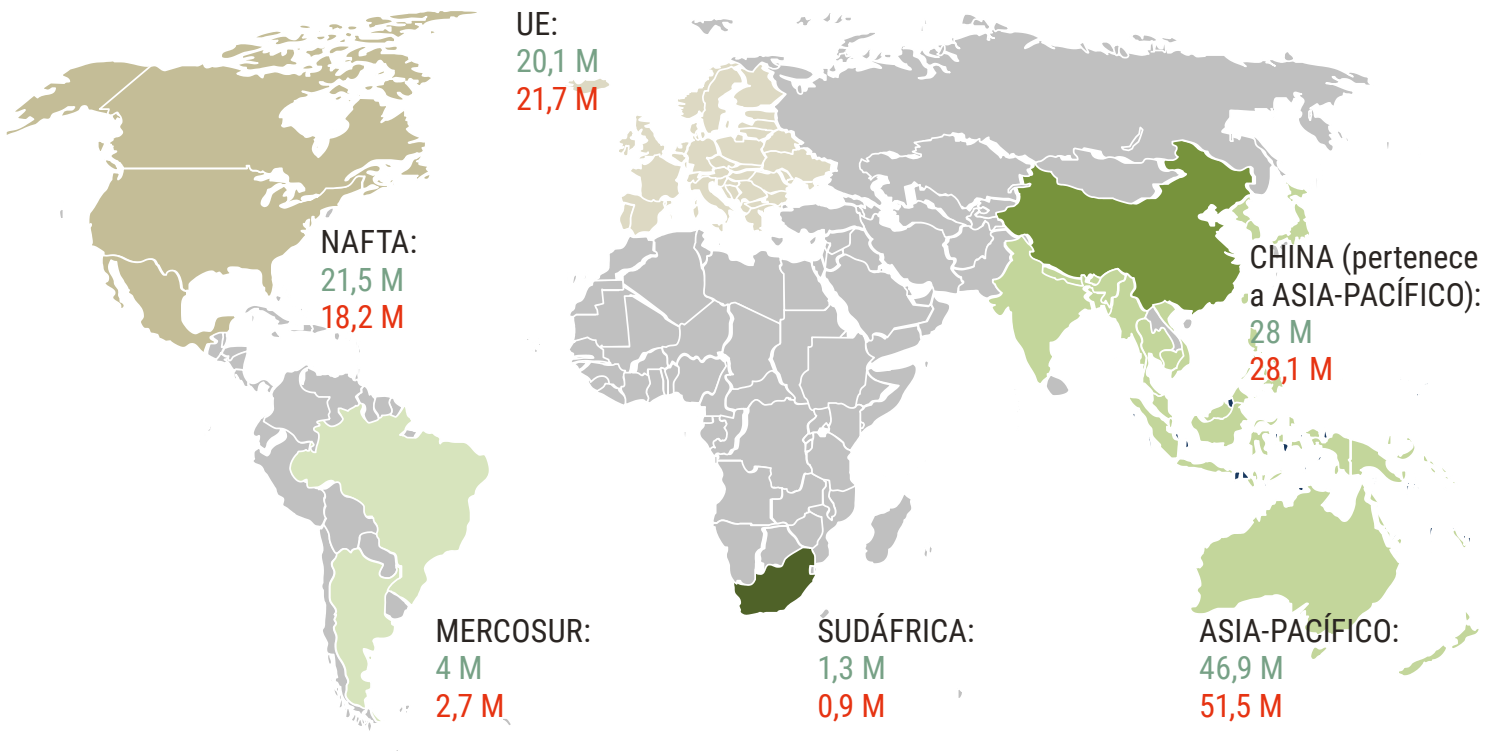 UE:
20,1 M
21,7 M
NAFTA:
21,5 M
18,2 M
CHINA (pertenece
a ASIA-PACÍFICO):
28 M
28,1 M
MERCOSUR:
4 M
2,7 M
SUDÁFRICA:
1,3 M
0,9 M
ASIA-PACÍFICO:
46,9 M
51,5 M